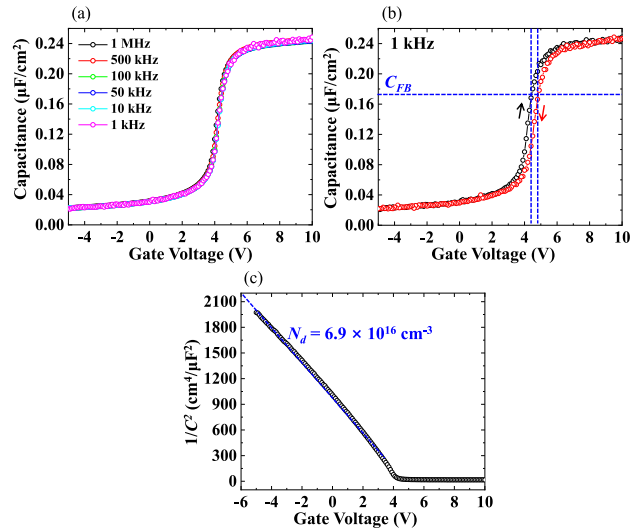 (a)
Capacitance (μF/cm²)
0.24
0.20
0.16
0.12
0.08
0.04
0.00
1 MHz
500 kHz
100 kHz
50 kHz
10 kHz
1 kHz
-4 -2 0 2 4 6 8 10
Gate Voltage (V)
(b)
Capacitance (μF/cm²)
0.24
0.20
0.16
0.12
0.08
0.04
0.00
1 kHz
C_FB
-4 -2 0 2 4 6 8 10
Gate Voltage (V)
(c)
1/C² (cm⁴/μF²)
2100
1800
1500
1200
900
600
300
0
N_d = 6.9 × 10¹⁶ cm⁻³
-6 -4 -2 0 2 4 6 8 10
Gate Voltage (V)